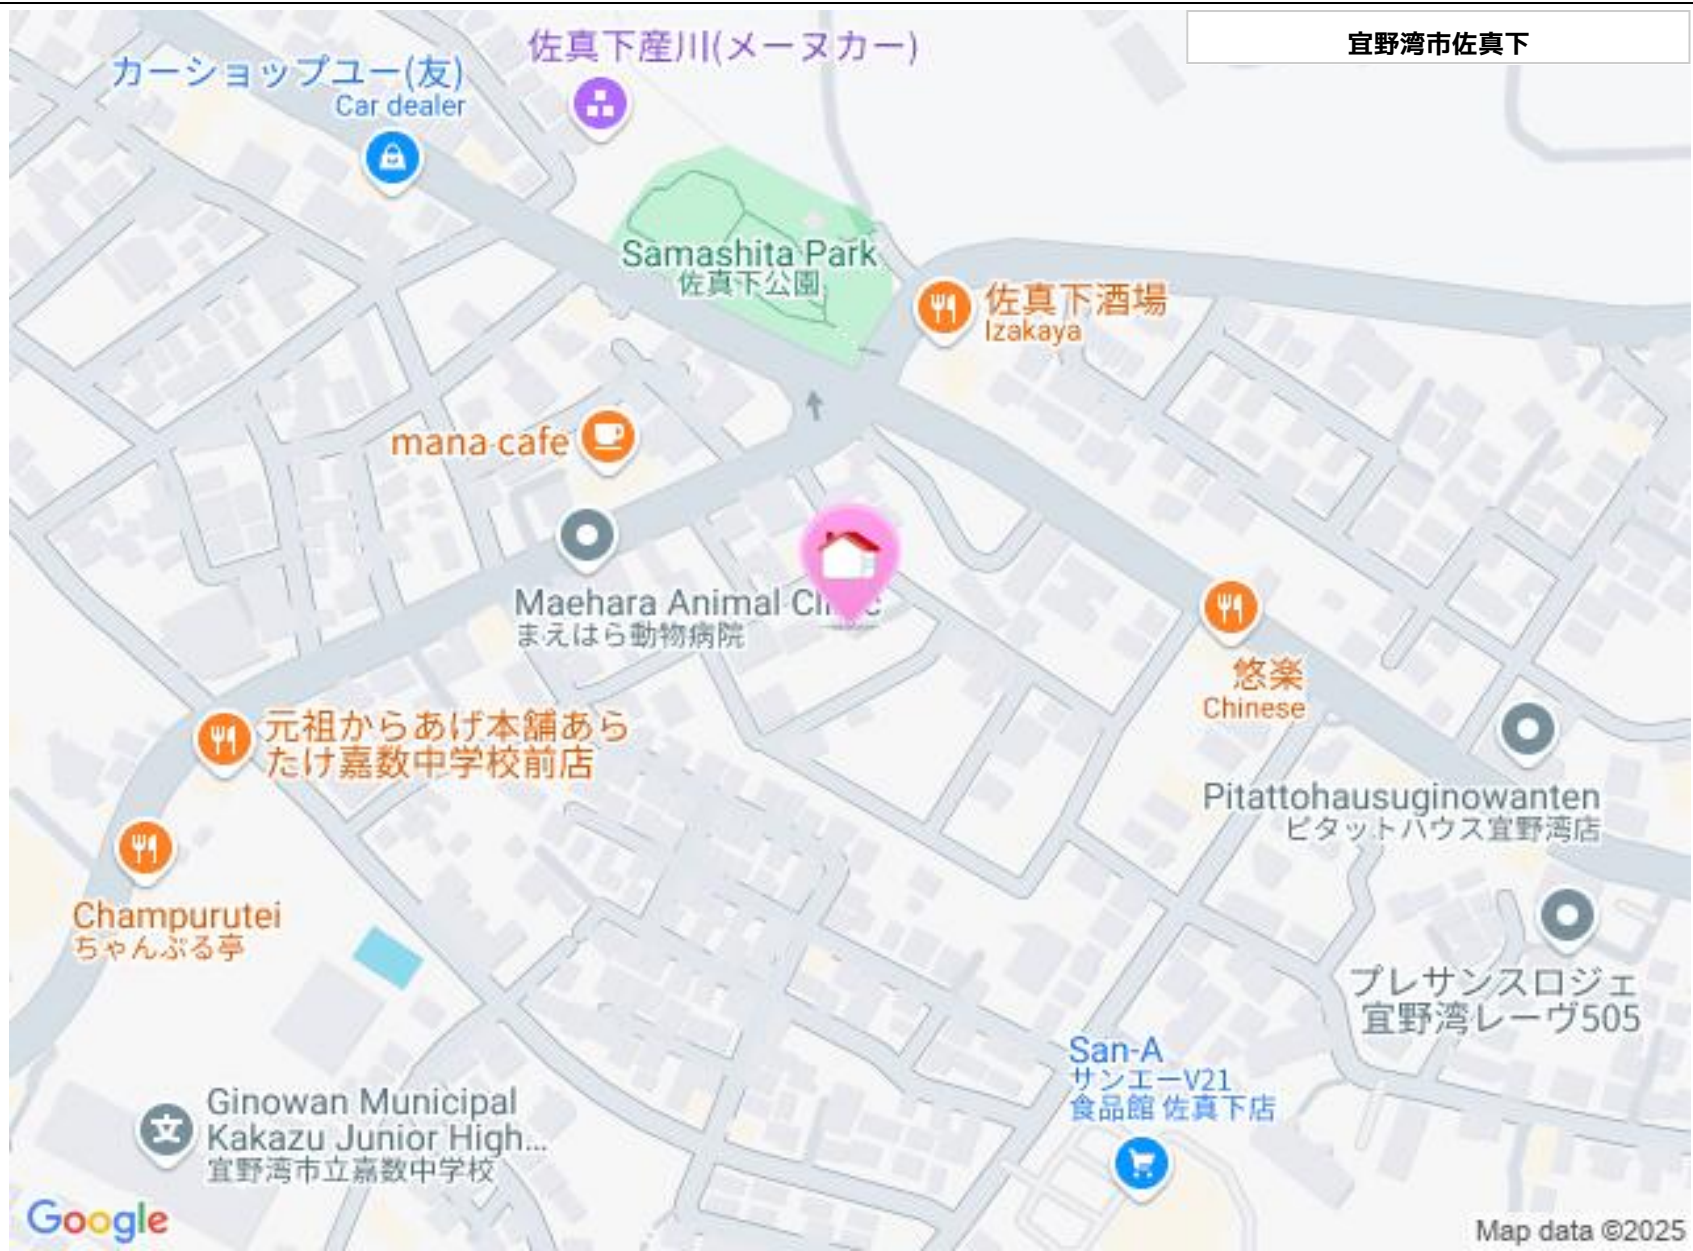 宜野湾市佐真下
佐真下産川(メーヌカー)
カーショップユー(友)
Car dealer
Samashita Park
佐真下公園
佐真下酒場
Izakaya
mana cafe
Maehara Animal Clinic
まえはら動物病院
悠楽
Chinese
元祖からあげ本舗あら
たけ嘉数中学校前店
Pitattohausuginowanten
ピタットハウス宜野湾店
Champurutei
ちゃんぷる亭
プレサンスロジェ
宜野湾レーヴ505
San-A
サンエーV21
食品館 佐真下店
Ginowan Municipal
Kakazu Junior High...
宜野湾市立嘉数中学校
Google
Map data ©2025